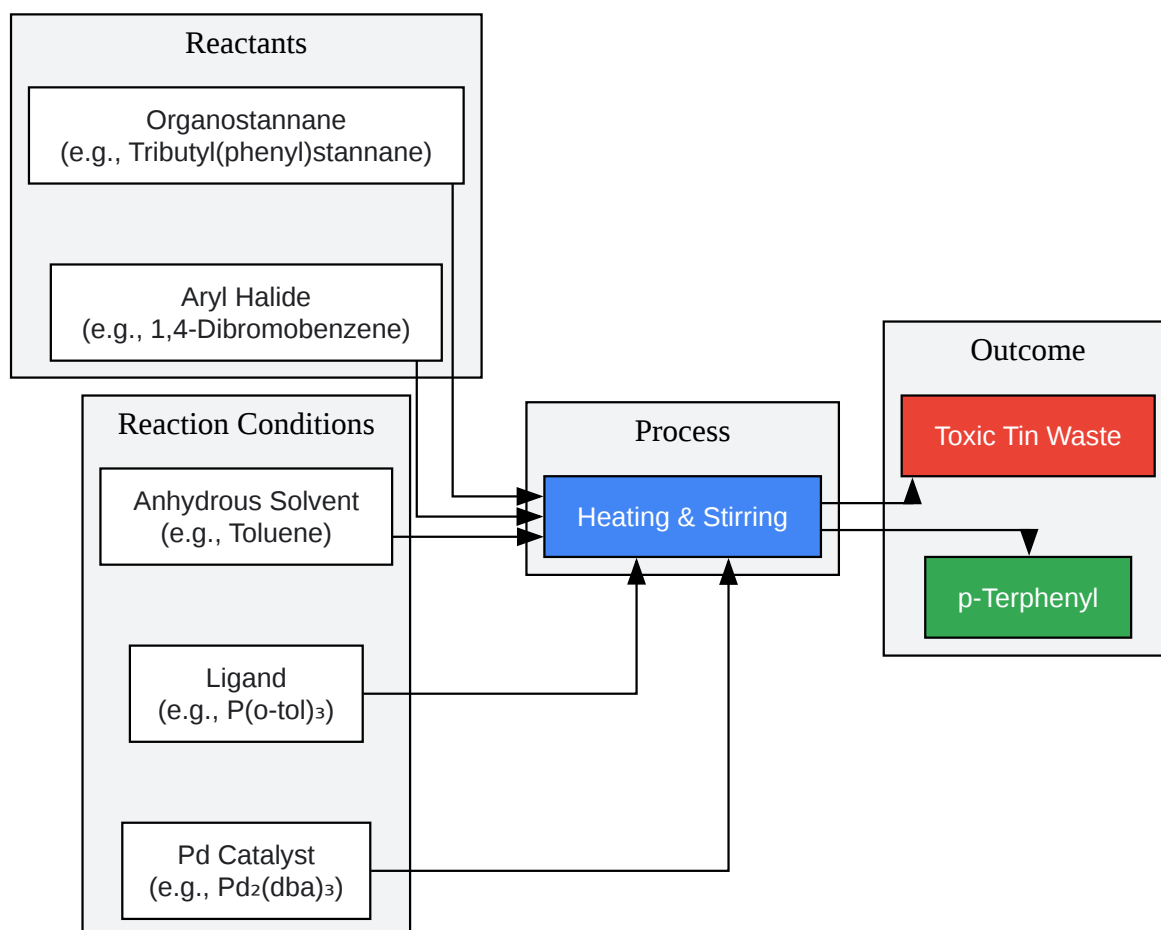 Reactants
Organostannane
(e.g., Tributyl(phenyl)stannane)
Aryl Halide
(e.g., 1,4-Dibromobenzene)
Reaction Conditions
Anhydrous Solvent
(e.g., Toluene)
Ligand
(e.g., P(o-tol)₃)
Pd Catalyst
(e.g., Pd₂(dba)₃)
Process
Heating & Stirring
Outcome
Toxic Tin Waste
p-Terphenyl